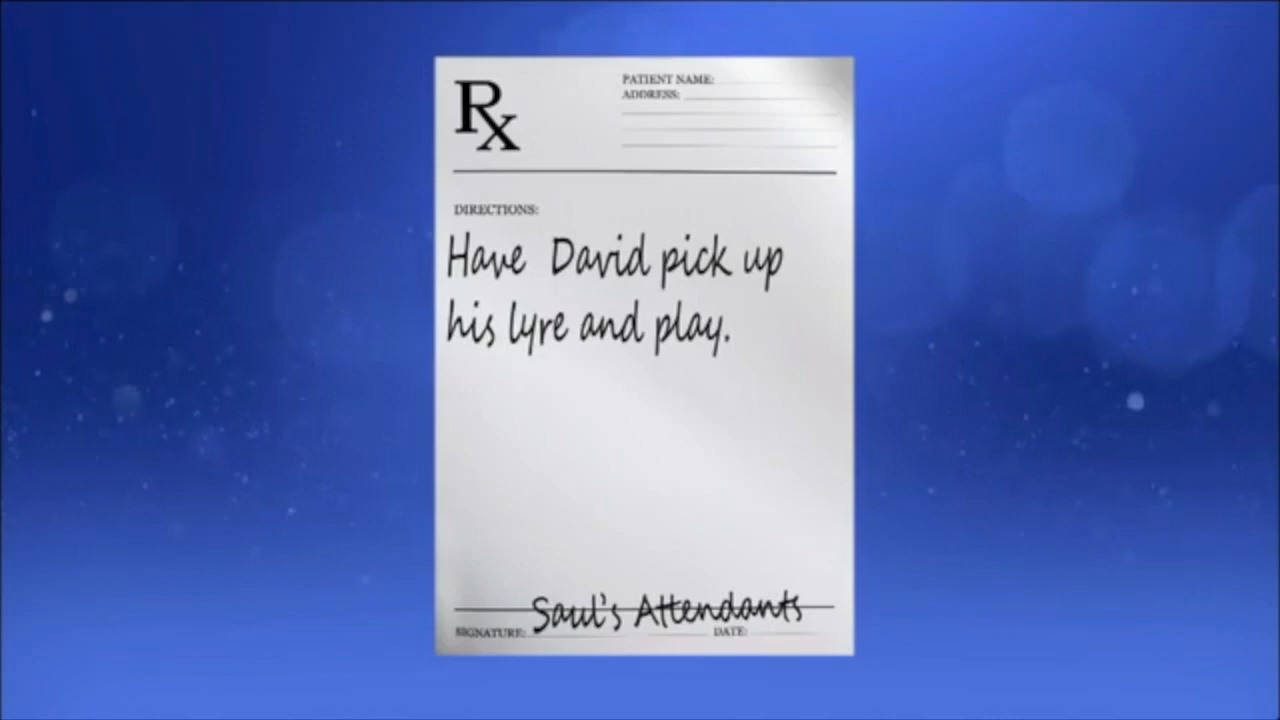 Rx
PATIENT NAME:
ADDRESS:
DIRECTIONS:
Have David pick up
his lyre and play.
Saul's Attendants
SIGNATURE:
DATE: